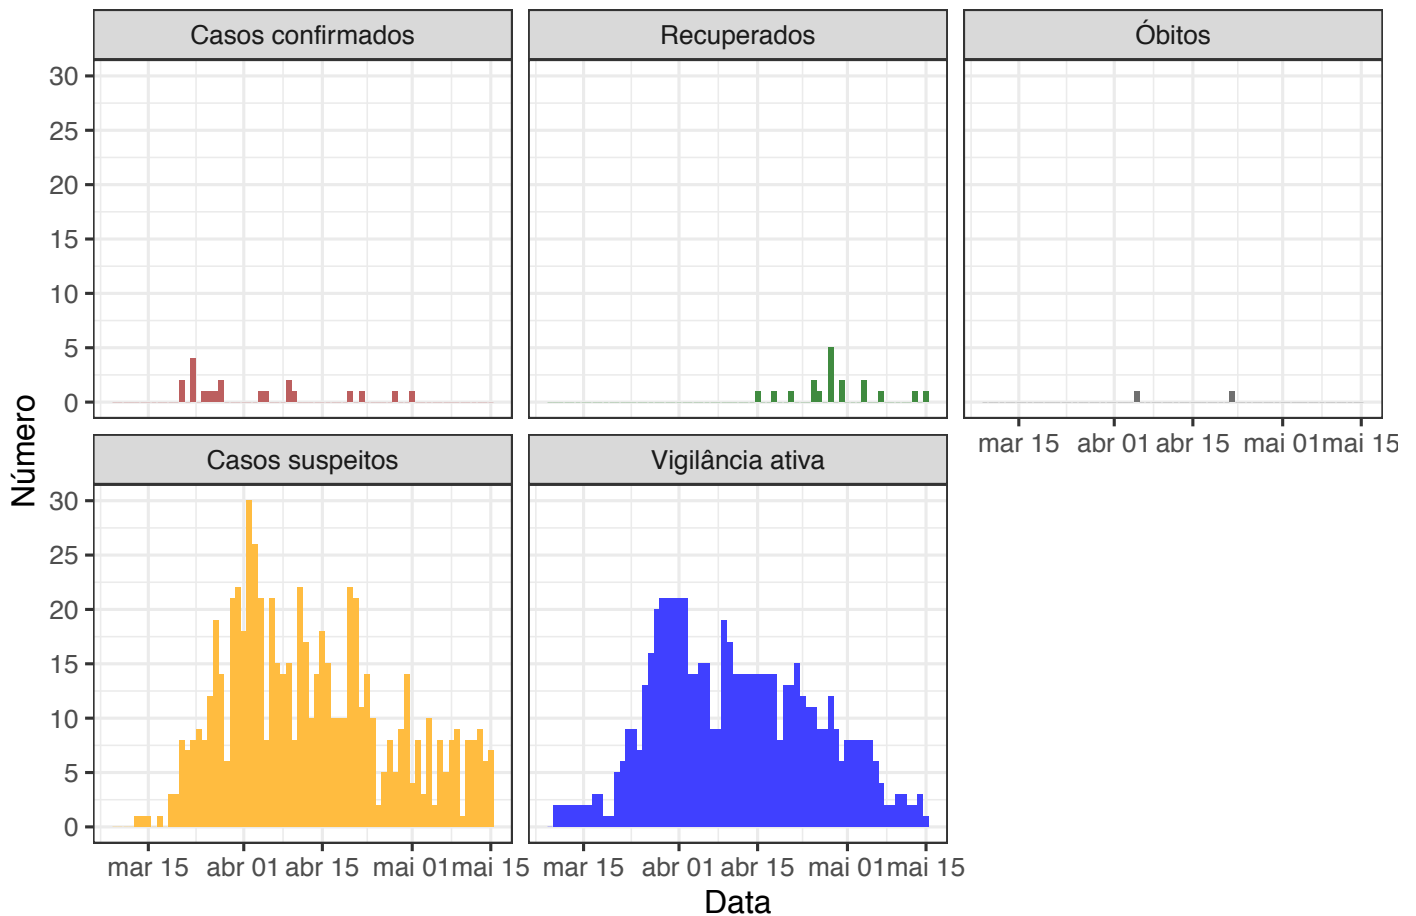 Casos confirmados
Recuperados
Óbitos
30
25
20
15
10
5
0
mar 15 abr 01 abr 15 mai 01 mai 15
Casos suspeitos
Vigilância ativa
30
25
20
15
10
5
0
mar 15 abr 01 abr 15 mai 01 mai 15
mar 15 abr 01 abr 15 mai 01 mai 15
Número
Data